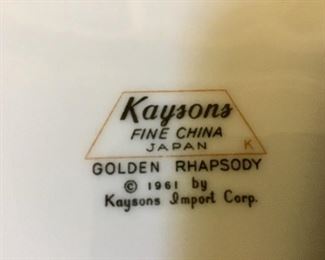 Kaysons
FINE CHINA
JAPAN K
GOLDEN RHAPSODY
© 1961 by
Kaysons Import Corp.